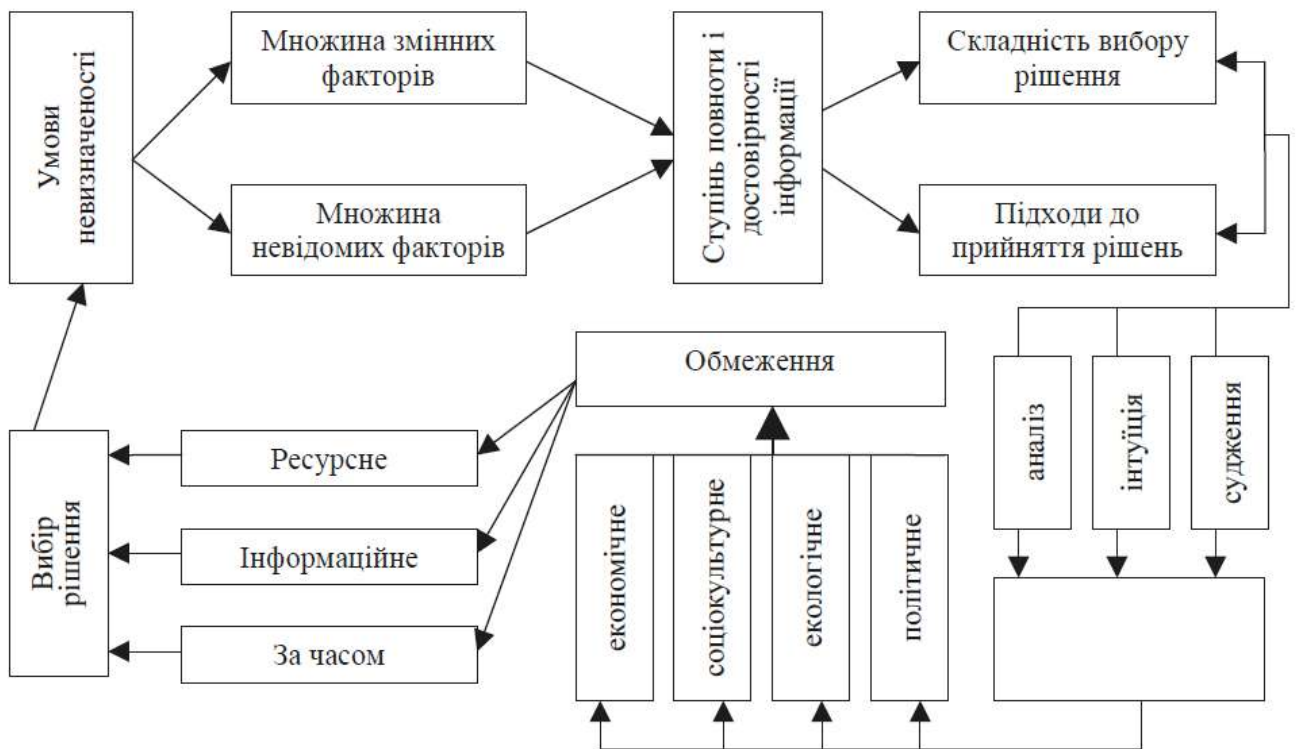 Умови
невизначеності
Множина змінних
факторів
Множина
невідомих факторів
Ступінь повноти і
достовірності
інформації
Складність вибору
рішення
Підходи до
прийняття рішень
Обмеження
аналіз
інтуїція
судження
Вибір
рішення
Ресурсне
Інформаційне
За часом
економічне
соціокультурне
екологічне
політичне